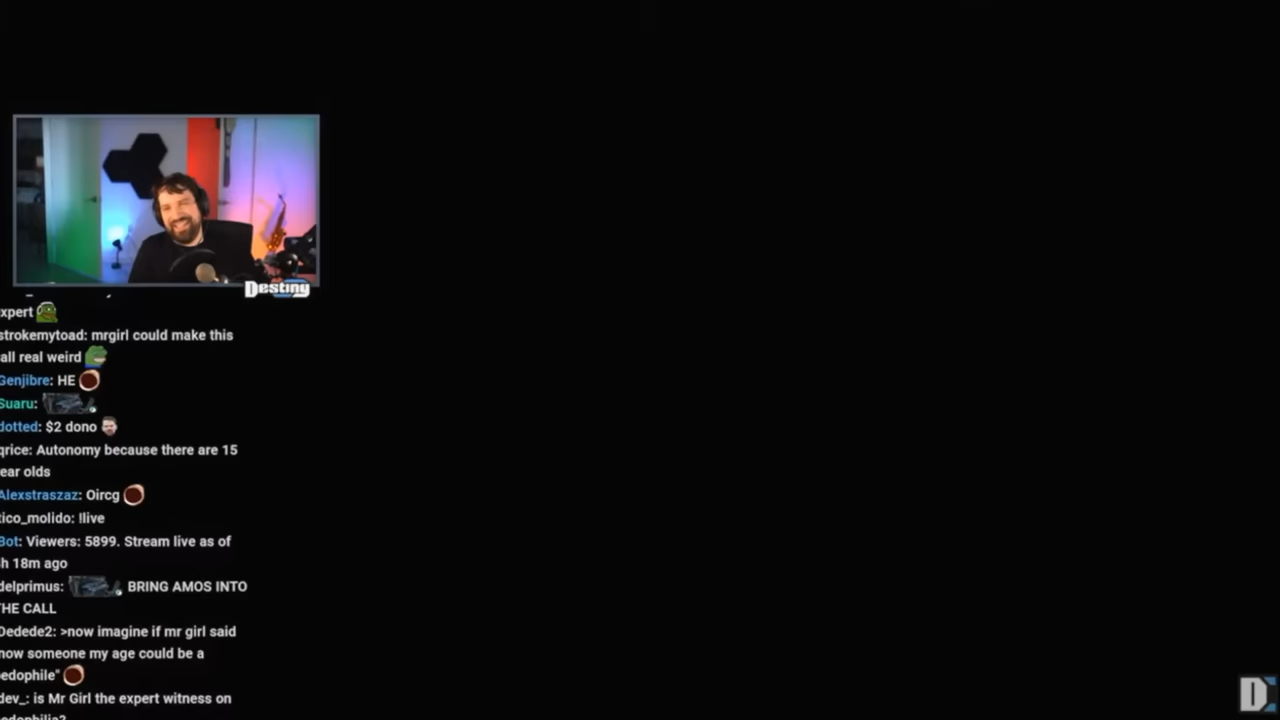 Destiny
xpert
strokemytoad: mrgirl could make this
all real weird
Genjibre: HE
Suaru:
dotted: $2 dono
qrice: Autonomy because there are 15
ear olds
Alexstraszaz: Oircg
tico_molido: !live
Bot: Viewers: 5899. Stream live as of
h 18m ago
delprimus: BRING AMOS INTO
THE CALL
Dedede2: >now imagine if mr girl said
now someone my age could be a
edophile"
dev_: is Mr Girl the expert witness on
edophilia?
D